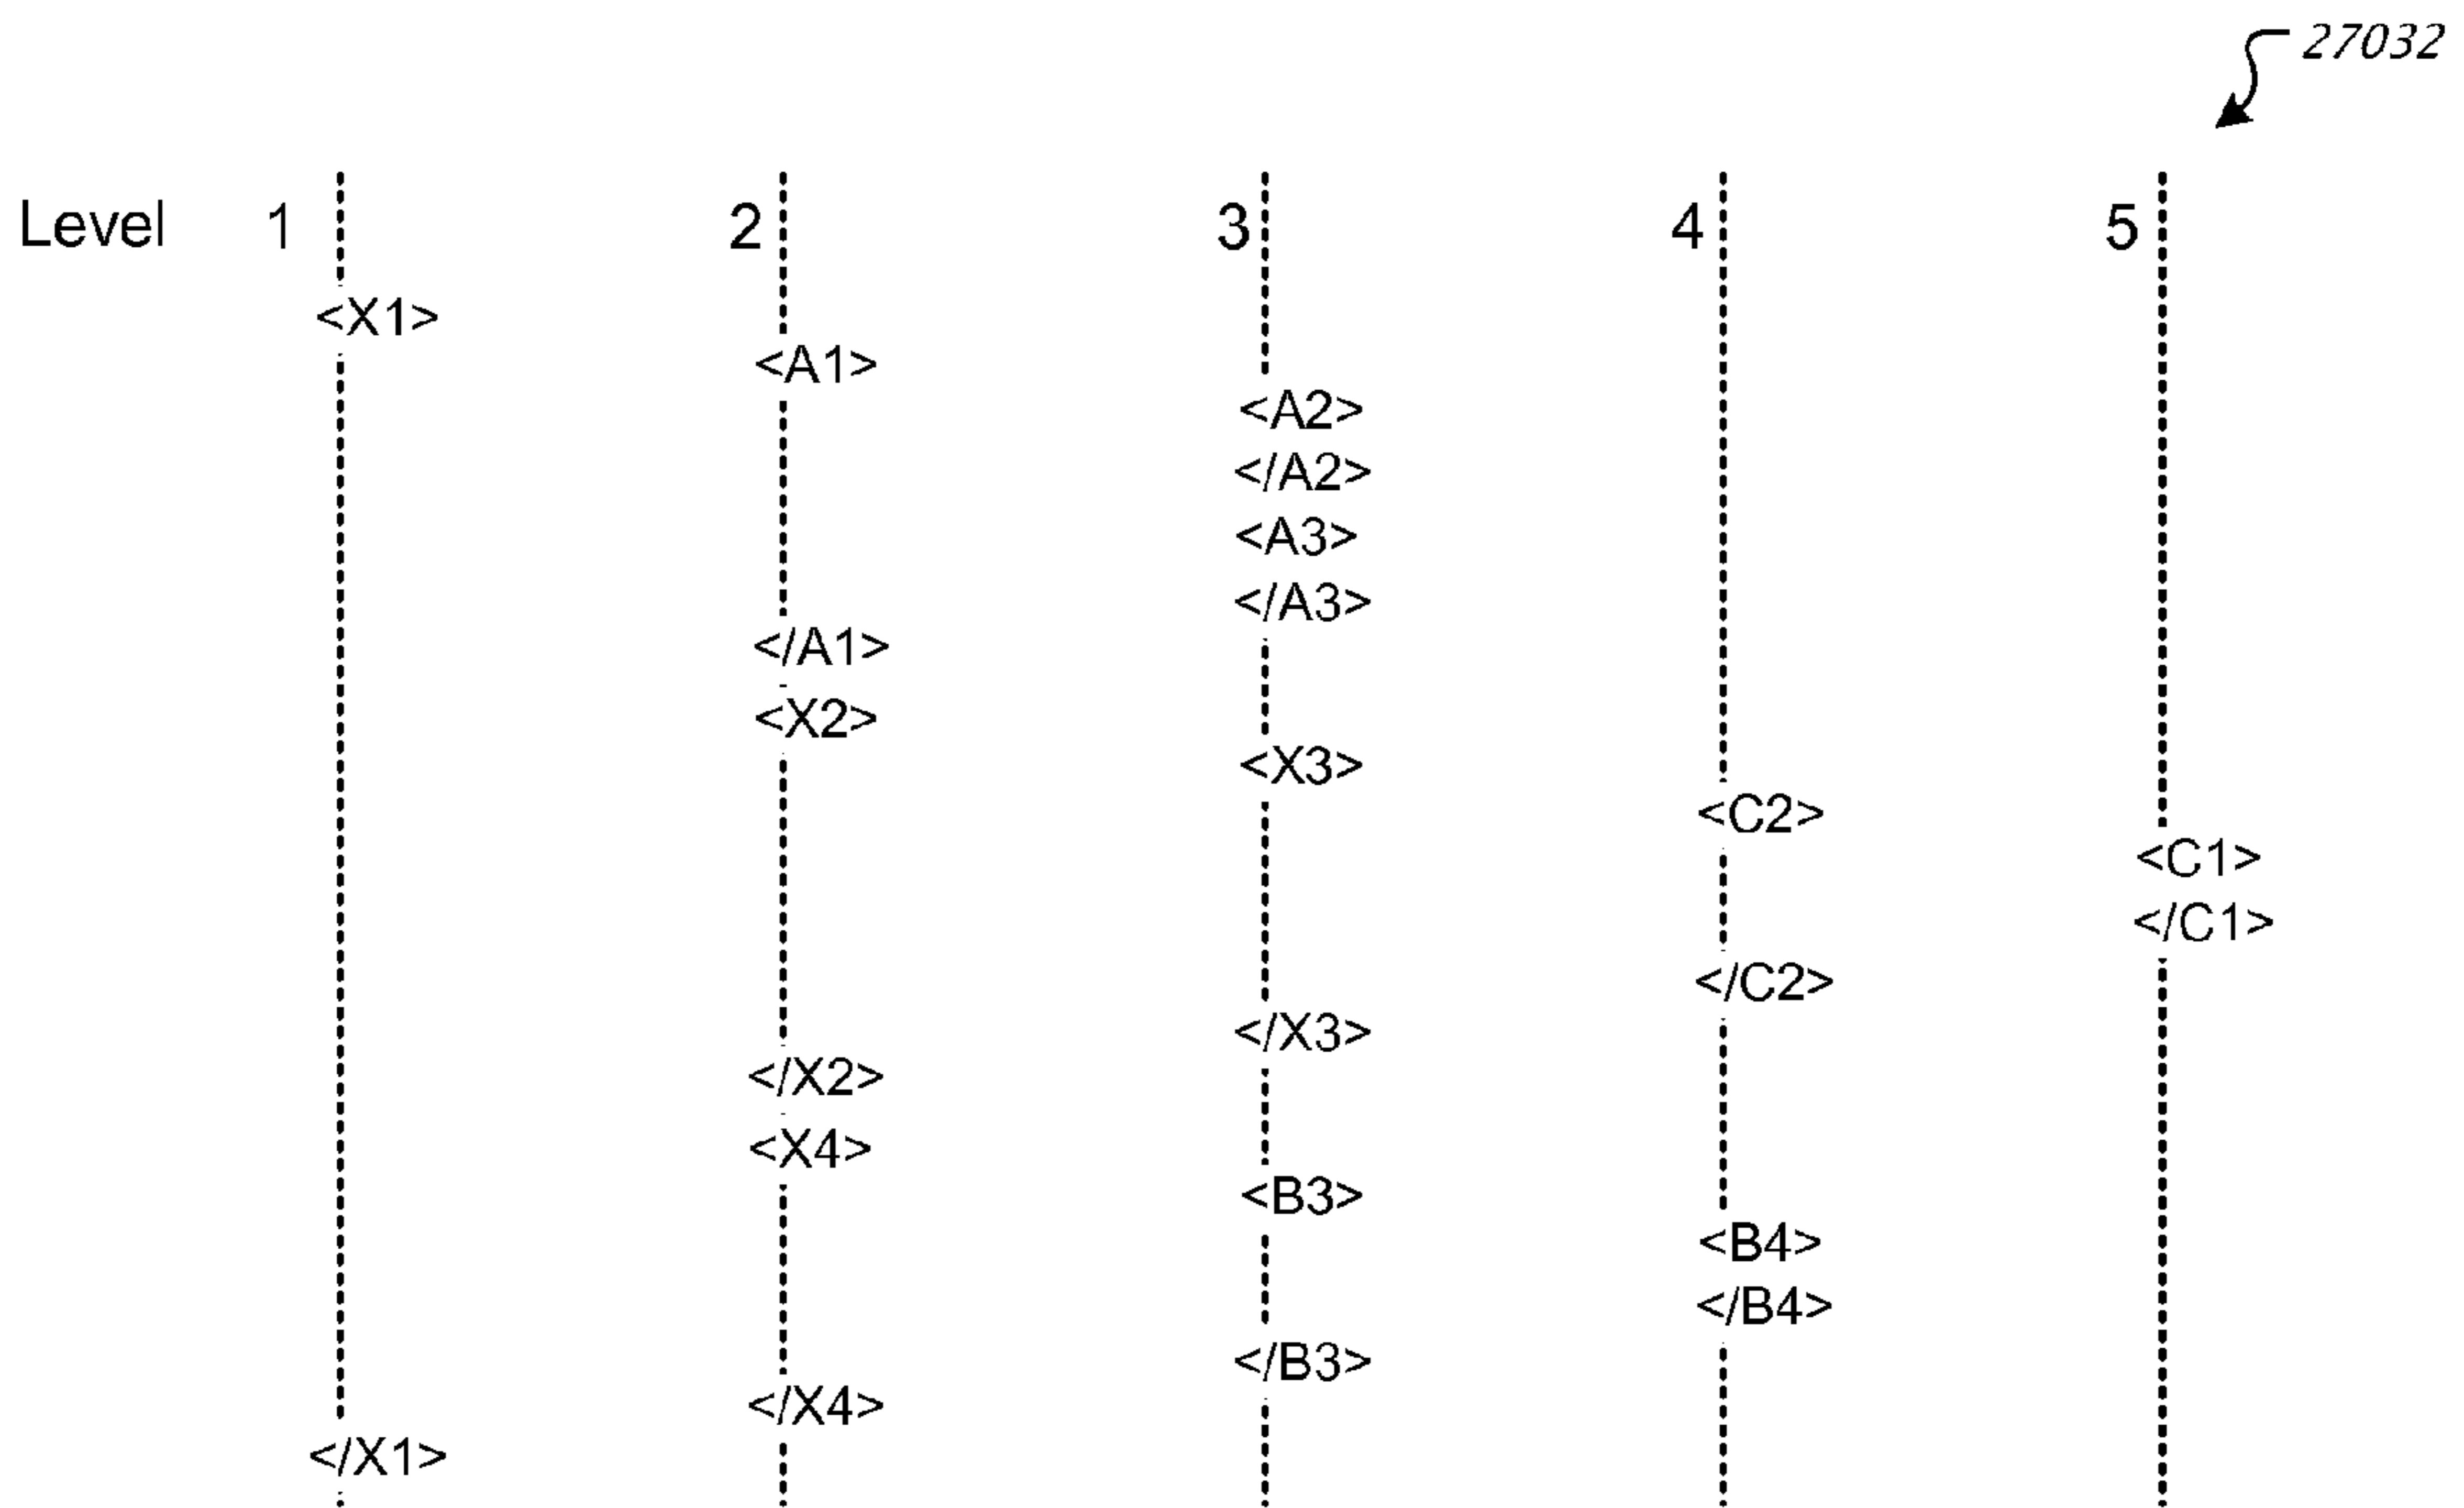 27032
Level 1 2 3 4 5
<X1>
<A1>
<A2>
</A2>
<A3>
</A3>
</A1>
<X2>
<X3>
<C2>
<C1>
</C1>
</C2>
</X3>
</X2>
<X4>
<B3>
<B4>
</B4>
</B3>
</X4>
</X1>